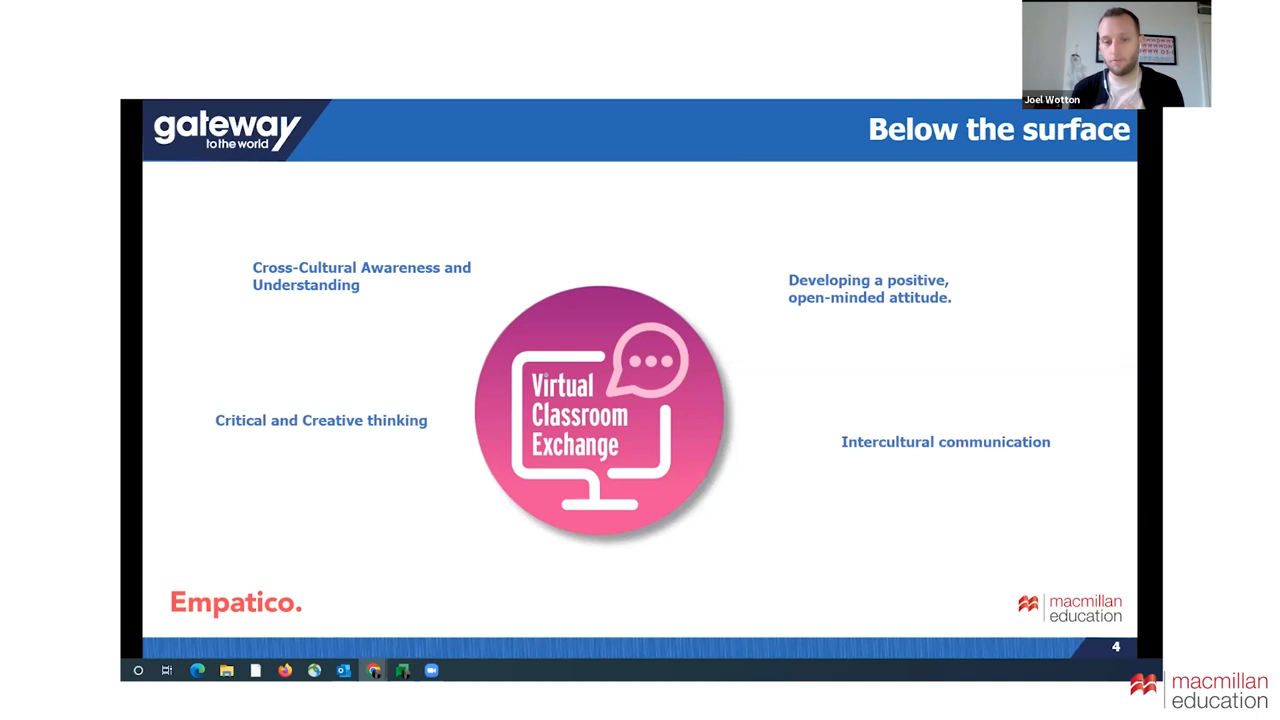 Joel Wotton
gateway
to the world
Below the surface
Cross-Cultural Awareness and
Understanding
Developing a positive,
open-minded attitude.
Virtual
Classroom
Exchange
Critical and Creative thinking
Intercultural communication
Empatico.
macmillan
education
4
macmillan
education